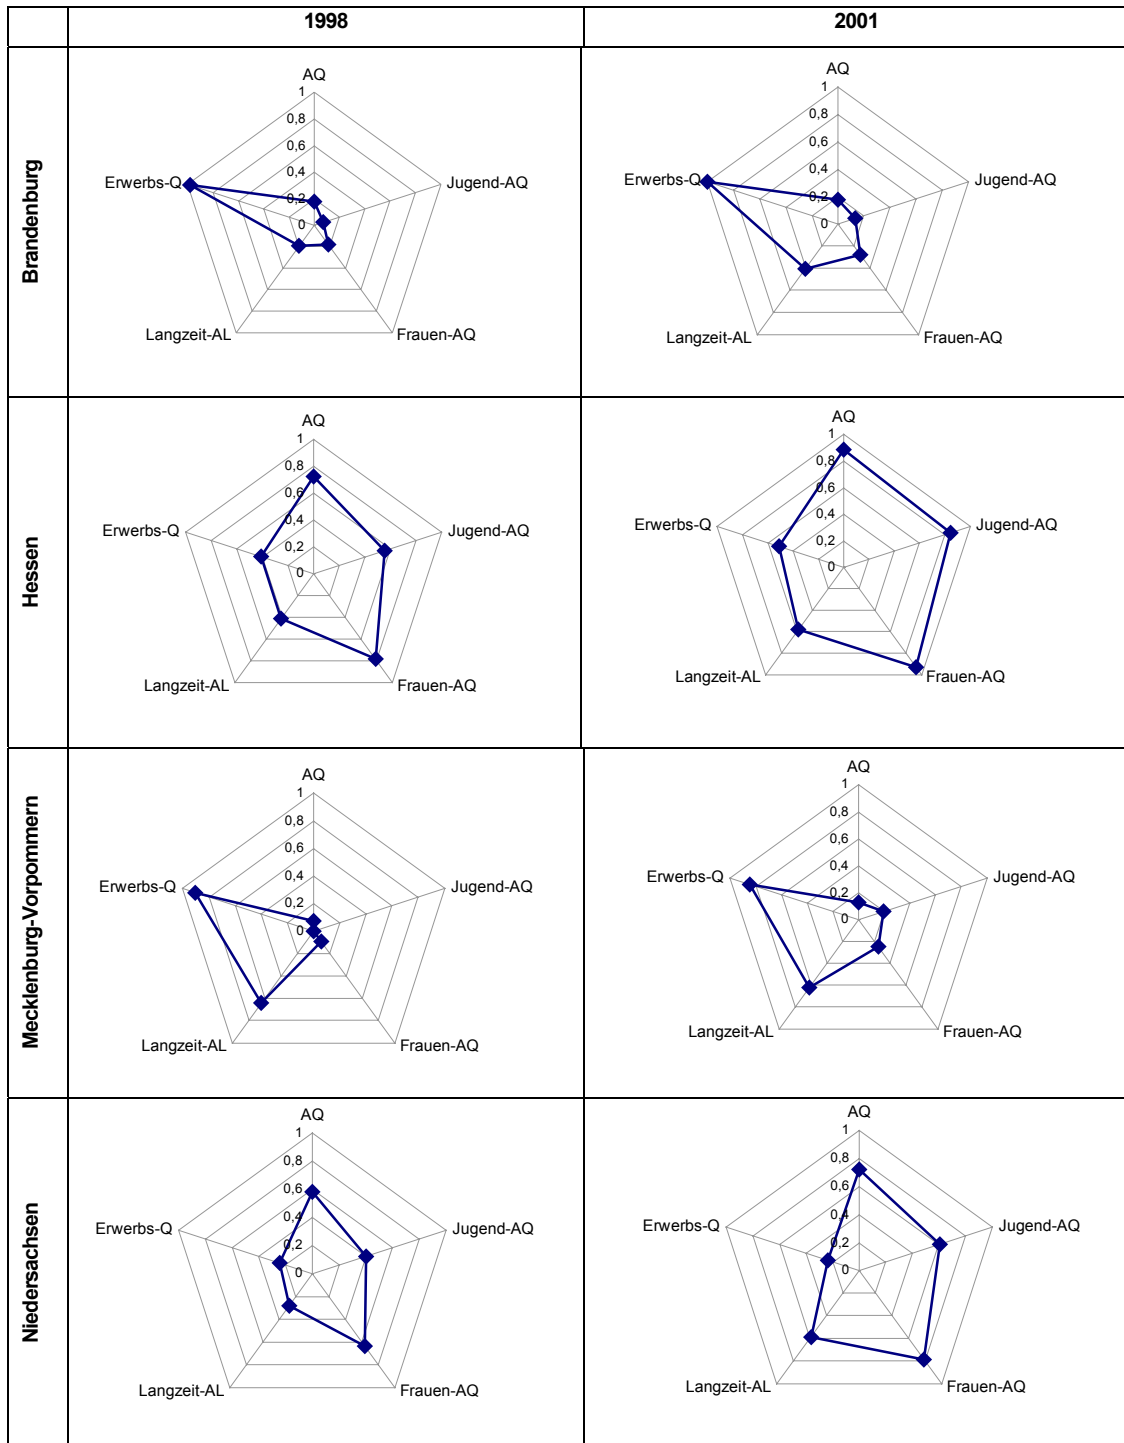 1998
2001
Brandenburg
AQ
1
0,8
0,6
0,4
0,2
0
Erwerbs-Q
Jugend-AQ
Langzeit-AL
Frauen-AQ
AQ
1
0,8
0,6
0,4
0,2
0
Erwerbs-Q
Jugend-AQ
Langzeit-AL
Frauen-AQ
Hessen
AQ
1
0,8
0,6
0,4
0,2
0
Erwerbs-Q
Jugend-AQ
Langzeit-AL
Frauen-AQ
AQ
1
0,8
0,6
0,4
0,2
0
Erwerbs-Q
Jugend-AQ
Langzeit-AL
Frauen-AQ
Mecklenburg-Vorpommern
AQ
1
0,8
0,6
0,4
0,2
0
Erwerbs-Q
Jugend-AQ
Langzeit-AL
Frauen-AQ
AQ
1
0,8
0,6
0,4
0,2
0
Erwerbs-Q
Jugend-AQ
Langzeit-AL
Frauen-AQ
Niedersachsen
AQ
1
0,8
0,6
0,4
0,2
0
Erwerbs-Q
Jugend-AQ
Langzeit-AL
Frauen-AQ
AQ
1
0,8
0,6
0,4
0,2
0
Erwerbs-Q
Jugend-AQ
Langzeit-AL
Frauen-AQ